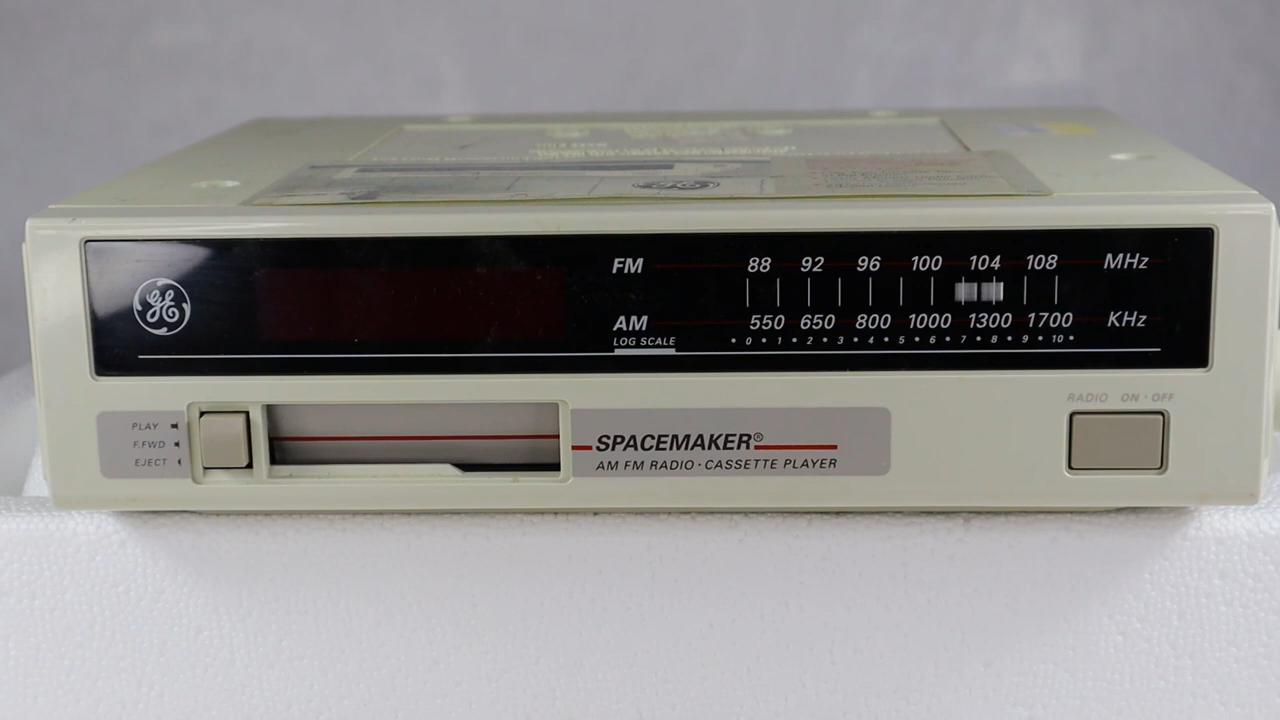 GE
GE
FM 88 92 96 100 104 108 MHz
AM 550 650 800 1000 1300 1700 KHz
LOG SCALE • 0 • 1 • 2 • 3 • 4 • 5 • 6 • 7 • 8 • 9 • 10 •
RADIO ON · OFF
PLAY
F.FWD
EJECT
SPACEMAKER®
AM FM RADIO · CASSETTE PLAYER